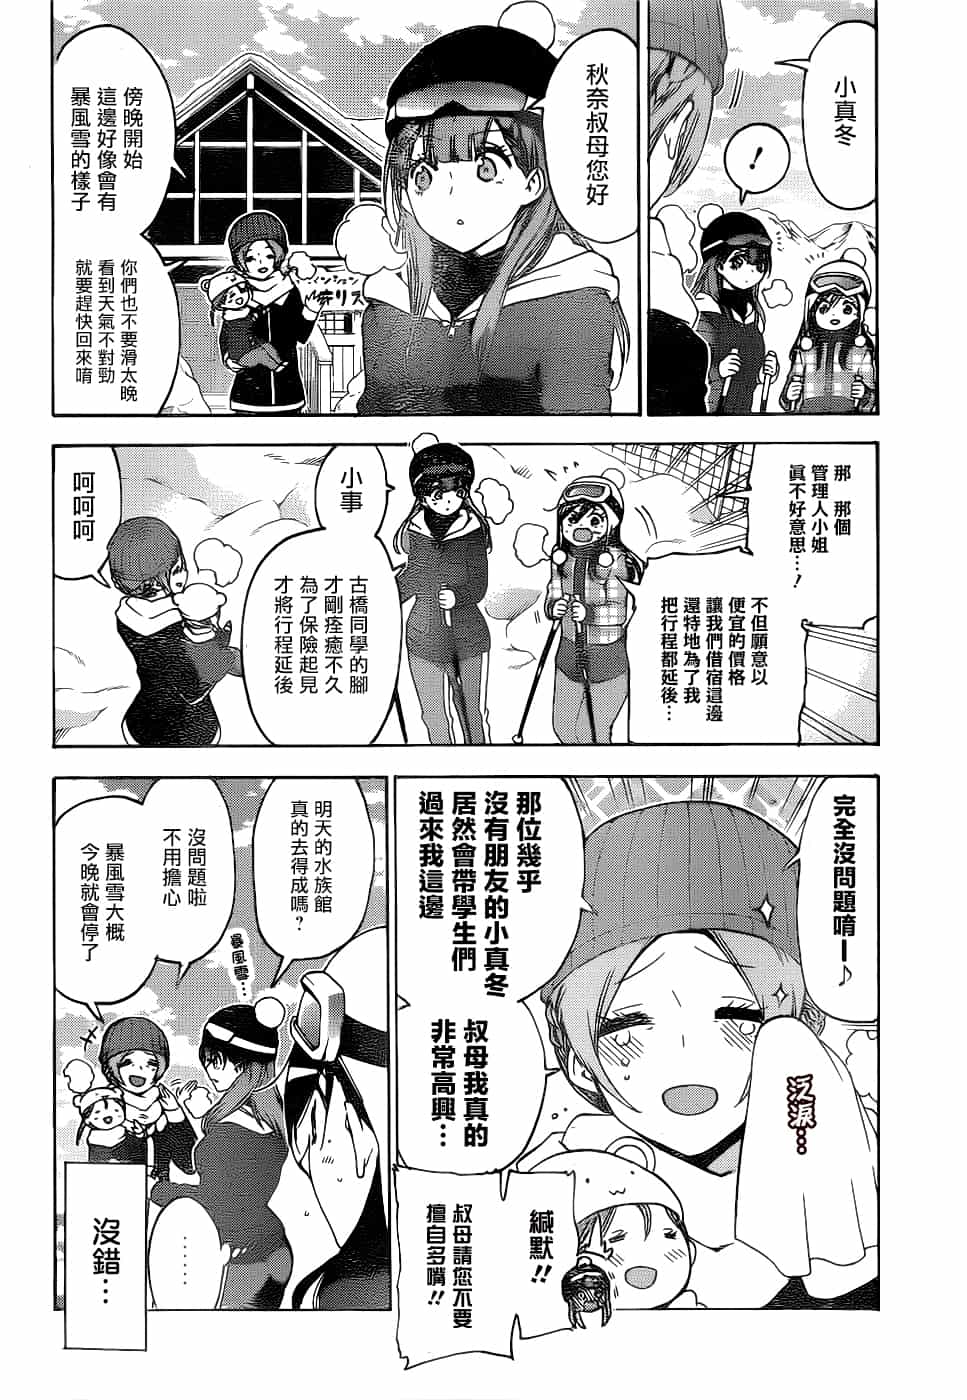 小真冬
！
秋奈叔母您好
傍晚開始
這邊好像會有
暴風雪的樣子
你們也不要滑太晚
看到天氣不對勁
就要趕快回來唷
那 那個
管理人小姐
真不好意思…！
不但願意以
便宜的價格
讓我們借宿這邊
還特地為了我
把行程都延後…
小事
古橋同學的腳
才剛痊癒不久
為了保險起見
才將行程延後
呵呵呵
完全沒問題唷ー♪
泛淚…
那位幾乎
沒有朋友的小真冬
居然會帶學生們
過來我這邊
叔母我真的
非常高興…
緘默!!
叔母請您不要
擅自多嘴!!
明天的水族館
真的去得成嗎?
暴風雪…
沒問題啦
不用擔心
暴風雪大概
今晚就會停了
……
沒錯…